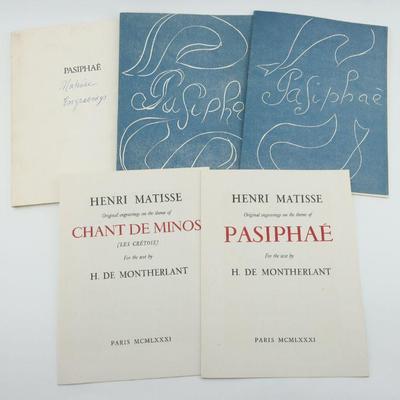 PASIPHAË
Matisse
Engravings
Pasiphaé
Pasiphaé
HENRI MATISSE
Original engravings on the theme of
CHANT DE MINOS
(LES CRÉTOIS)
For the text by
H. DE MONTHERLANT
PARIS MCMLXXXI
HENRI MATISSE
Original engravings on the theme of
PASIPHAÉ
For the text by
H. DE MONTHERLANT
PARIS MCMLXXXI